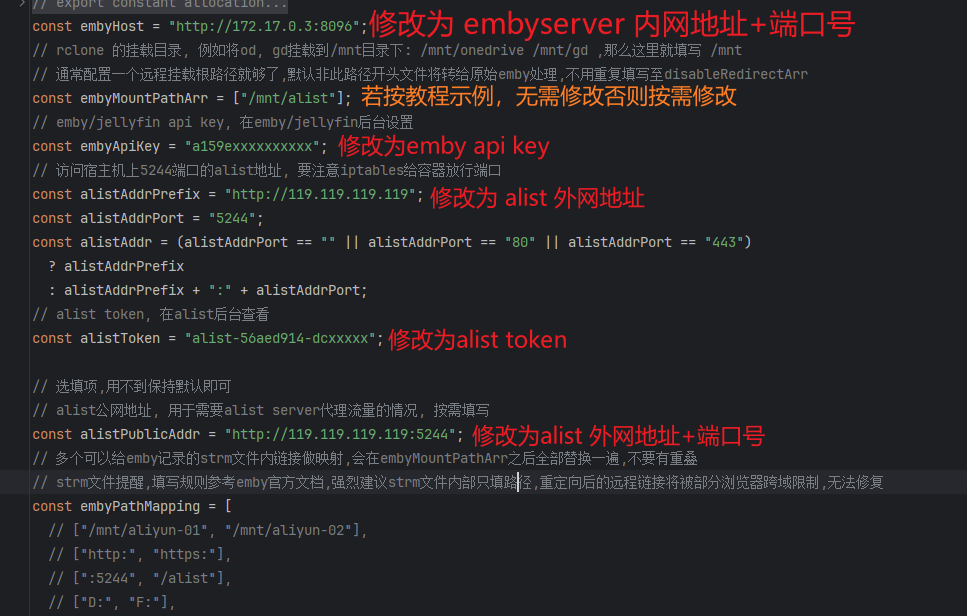 // export constant allocation...
const embyHost = "http://172.17.0.3:8096"; 修改为 embyserver 内网地址+端口号
// rclone 的挂载目录, 例如将od, gd挂载到/mnt目录下: /mnt/onedrive /mnt/gd ,那么这里就填写 /mnt
// 通常配置一个远程挂载根路径就够了,默认非此路径开头文件将转给原始emby处理,不用重复填写至disableRedirectArr
const embyMountPathArr = ["/mnt/alist"]; 若按教程示例，无需修改否则按需修改
// emby/jellyfin api key, 在emby/jellyfin后台设置
const embyApiKey = "a159exxxxxxxxxx"; 修改为emby api key
// 访问宿主机上5244端口的alist地址, 要注意iptables给容器放行端口
const alistAddrPrefix = "http://119.119.119.119"; 修改为 alist 外网地址
const alistAddrPort = "5244";
const alistAddr = (alistAddrPort == "" || alistAddrPort == "80" || alistAddrPort == "443")
? alistAddrPrefix
: alistAddrPrefix + ":" + alistAddrPort;
// alist token, 在alist后台查看
const alistToken = "alist-56aed914-dcxxxxx"; 修改为alist token
// 选填项,用不到保持默认即可
// alist公网地址, 用于需要alist server代理流量的情况, 按需填写
const alistPublicAddr = "http://119.119.119.119:5244"; 修改为alist 外网地址+端口号
// 多个可以给emby记录的strm文件内链接做映射,会在embyMountPathArr之后全部替换一遍,不要有重叠
// strm文件提醒,填写规则参考emby官方文档,强烈建议strm文件内部只填路径,重定向后的远程链接将被部分浏览器跨域限制,无法修复
const embyPathMapping = [
// ["/mnt/aliyun-01", "/mnt/aliyun-02"],
// ["http:", "https:"],
// [":5244", "/alist"],
// ["D:", "F:"],